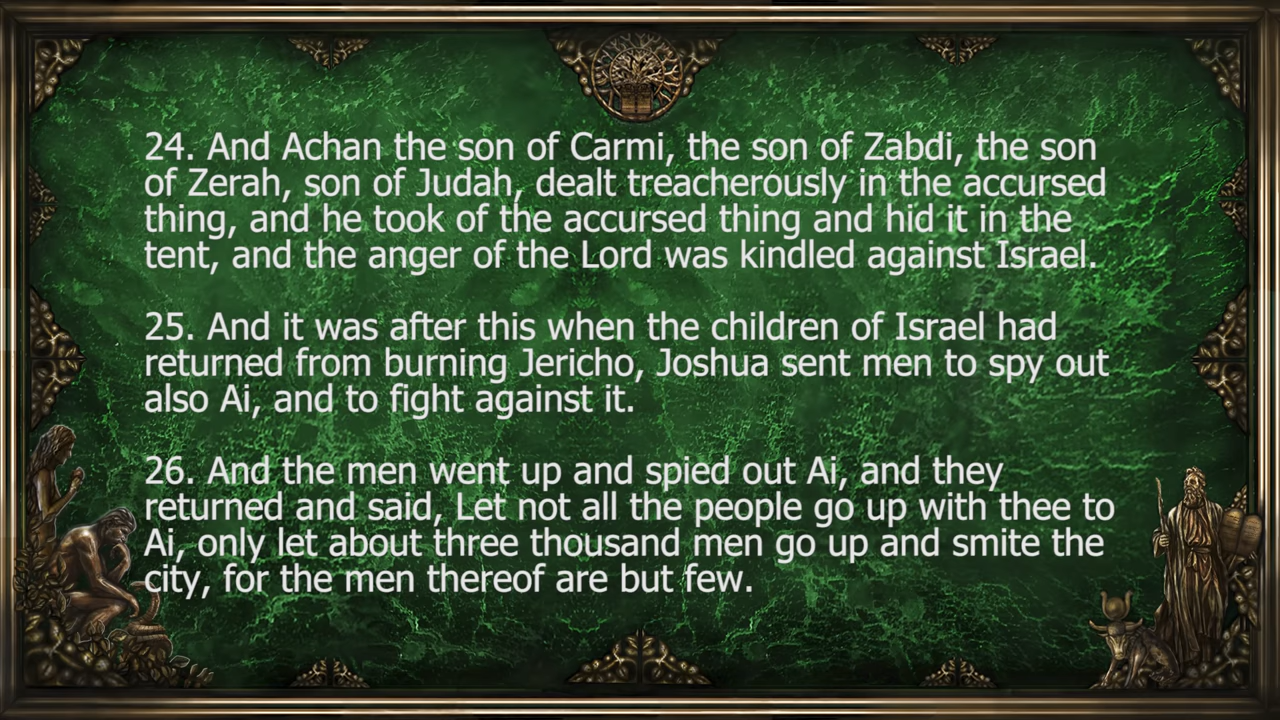 24. And Achan the son of Carmi, the son of Zabdi, the son
of Zerah, son of Judah, dealt treacherously in the accursed
thing, and he took of the accursed thing and hid it in the
tent, and the anger of the Lord was kindled against Israel.
25. And it was after this when the children of Israel had
returned from burning Jericho, Joshua sent men to spy out
also Ai, and to fight against it.
26. And the men went up and spied out Ai, and they
returned and said, Let not all the people go up with thee to
Ai, only let about three thousand men go up and smite the
city, for the men thereof are but few.